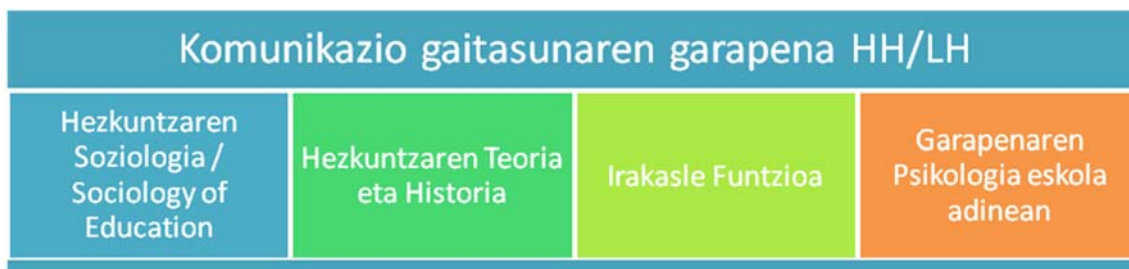 Komunikazio gaitasunaren garapena HH/LH
Hezkuntzaren
Soziologia /
Sociology of
Education
Hezkuntzaren Teoria
eta Historia
Irakasle Funtzioa
Garapenaren
Psikologia eskola
adinean